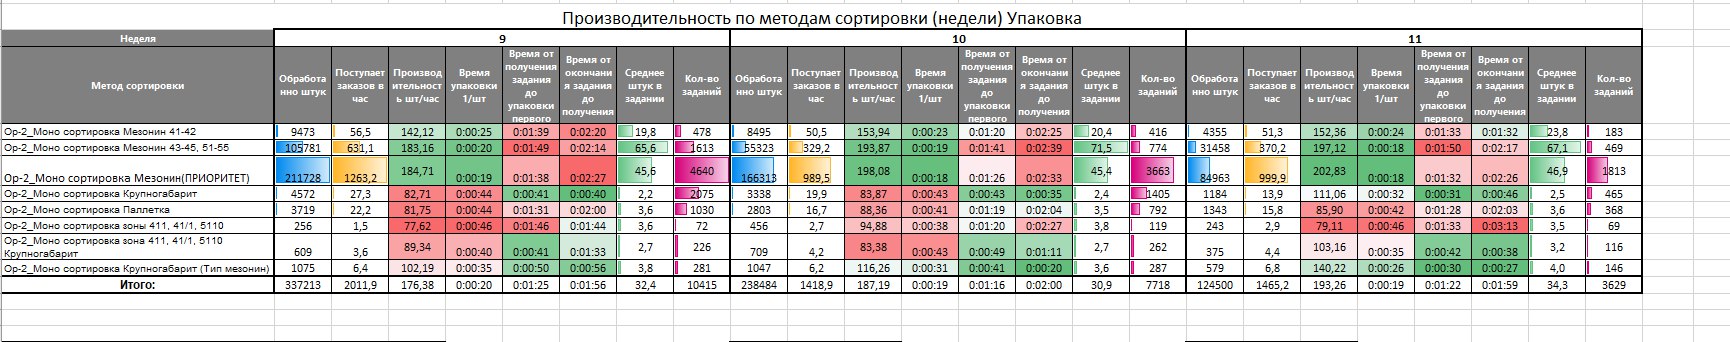 Производительность по методам сортировки (недели) Упаковка
Неделя 9 10 11
Метод сортировки Обработа нно штук Поступает заказов в час Производ ительност ь шт/час Время упаковки 1/шт Время от получения задания до упаковки первого Время от окончани я задания до получения Среднее штук в задании Кол-во заданий Обработа нно штук Поступает заказов в час Производ ительност ь шт/час Время упаковки 1/шт Время от получения задания до упаковки первого Время от окончани я задания до получения Среднее штук в задании Кол-во заданий Обработа нно штук Поступает заказов в час Производ ительност ь шт/час Время упаковки 1/шт Время от получения задания до упаковки первого Время от окончани я задания до получения Среднее штук в задании Кол-во заданий
Ор-2_Моно сортировка Мезонин 41-42 9473 56,5 142,12 0:00:25 0:01:39 0:02:20 19,8 478 8495 50,5 153,94 0:00:23 0:01:20 0:02:25 20,4 416 4355 51,3 152,36 0:00:24 0:01:33 0:01:32 23,8 183
Ор-2_Моно сортировка Мезонин 43-45, 51-55 105781 631,1 183,16 0:00:20 0:01:49 0:02:14 65,6 1613 55323 329,2 193,87 0:00:19 0:01:41 0:02:39 71,5 774 31458 370,2 197,12 0:00:18 0:01:50 0:02:17 67,1 469
Ор-2_Моно сортировка Мезонин(ПРИОРИТЕТ) 211728 1263,2 184,71 0:00:19 0:01:38 0:02:27 45,6 4640 166313 989,5 198,08 0:00:18 0:01:26 0:02:33 45,4 3663 84963 999,9 202,83 0:00:18 0:01:32 0:02:26 46,9 1813
Ор-2_Моно сортировка Крупногабарит 4572 27,3 82,71 0:00:44 0:00:41 0:00:40 2,2 2075 3338 19,9 83,87 0:00:43 0:00:43 0:00:35 2,4 1405 1184 13,9 111,06 0:00:32 0:00:31 0:00:46 2,5 465
Ор-2_Моно сортировка Паллетка 3719 22,2 81,75 0:00:44 0:01:31 0:02:00 3,6 1030 2803 16,7 88,36 0:00:41 0:01:19 0:02:04 3,5 792 1343 15,8 85,90 0:00:42 0:01:28 0:02:03 3,6 368
Ор-2_Моно сортировка зоны 411, 41/1, 5110 256 1,5 77,62 0:00:46 0:01:46 0:01:44 3,6 72 456 2,7 94,88 0:00:38 0:01:20 0:02:27 3,8 119 243 2,9 79,11 0:00:46 0:01:33 0:03:13 3,5 69
Ор-2_Моно сортировка зона 411, 41/1, 5110
Крупногабарит 609 3,6 89,34 0:00:40 0:00:41 0:01:33 2,7 226 709 4,2 83,38 0:00:43 0:00:49 0:01:11 2,7 262 375 4,4 103,16 0:00:35 0:00:42 0:00:38 3,2 116
Ор-2_Моно сортировка Крупногабарит (Тип мезонин) 1075 6,4 102,19 0:00:35 0:00:50 0:00:56 3,8 281 1047 6,2 116,26 0:00:31 0:00:41 0:00:20 3,6 287 579 6,8 140,22 0:00:26 0:00:30 0:00:27 4,0 146
Итого: 337213 2011,9 176,38 0:00:20 0:01:25 0:01:56 32,4 10415 238484 1418,9 187,19 0:00:19 0:01:16 0:02:00 30,9 7718 124500 1465,2 193,26 0:00:19 0:01:22 0:01:59 34,3 3629